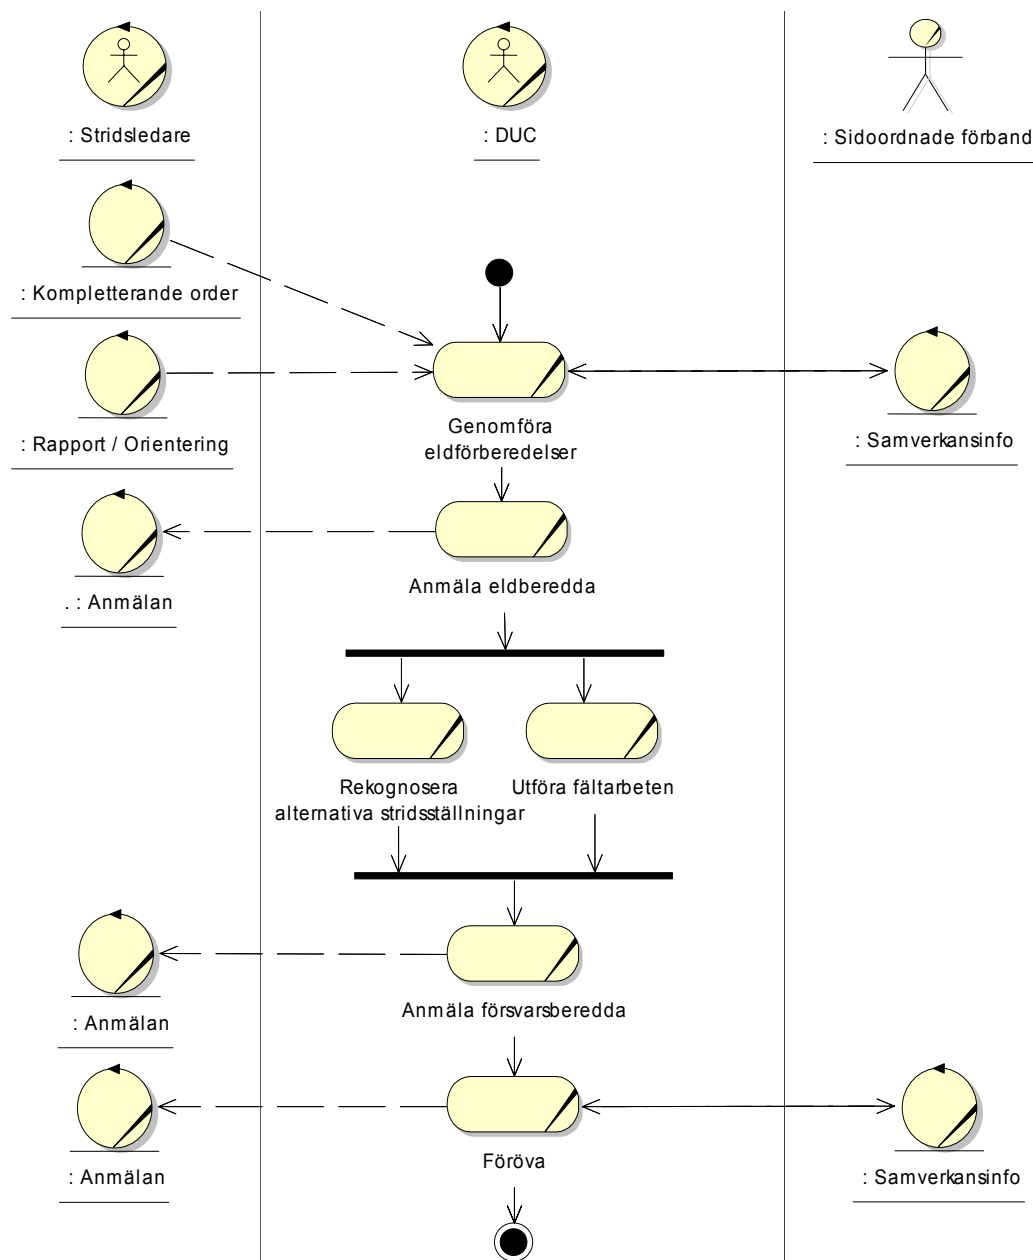 : Stridsledare
: DUC
: Sidoordnade förband
: Kompletterande order
: Rapport / Orientering
Genomföra
eldförberedelser
: Samverkansinfo
. : Anmälan
Anmäla eldberedda
Rekognosera
alternativa stridsställningar
Utföra fältarbeten
: Anmälan
Anmäla försvarsberedda
: Anmälan
Föröva
: Samverkansinfo